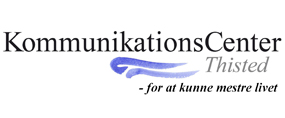 KommunikationsCenter
Thisted
- for at kunne mestre livet